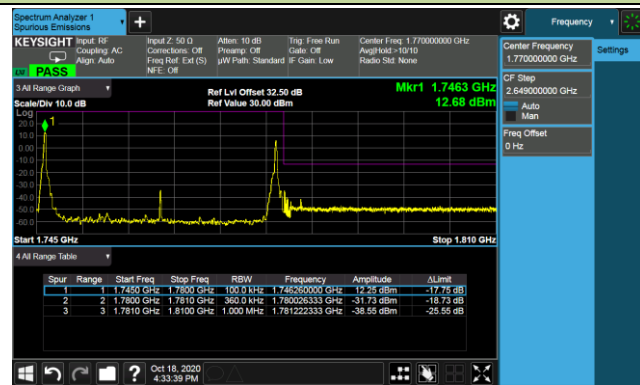 Spectrum Analyzer 1
Spurious Emissions
Frequency
KEYSIGHT
Input: RF
Coupling: AC
Align: Auto
Input Z: 50 Ω
Corrections: Off
Freq Ref: Ext (S)
NFE: Off
Atten: 10 dB
Preamp: Off
µW Path: Standard
Trig: Free Run
Gate: Off
IF Gain: Low
Center Freq: 1.770000000 GHz
Avg|Hold:>10/10
Radio Std: None
PASS
3 All Range Graph
Scale/Div 10.0 dB
Ref Lvl Offset 32.50 dB
Ref Value 30.00 dBm
Mkr1 1.7463 GHz
12.68 dBm
Log
1
20.0
10.0
0.00
-10.0
-20.0
-30.0
-40.0
-50.0
-60.0
Start 1.745 GHz
Stop 1.810 GHz
4 All Range Table
Spur Range Start Freq Stop Freq RBW Frequency Amplitude ΔLimit
1 1 1.7450 GHz 1.7800 GHz 100.0 kHz 1.746260000 GHz 12.25 dBm -17.75 dB
2 2 1.7800 GHz 1.7810 GHz 360.0 kHz 1.780026333 GHz -31.73 dBm -18.73 dB
3 3 1.7810 GHz 1.8100 GHz 1.000 MHz 1.781222333 GHz -38.55 dBm -25.55 dB
Center Frequency
1.770000000 GHz
Settings
CF Step
2.649000000 GHz
Auto
Man
Freq Offset
0 Hz
Oct 18, 2020
4:33:39 PM